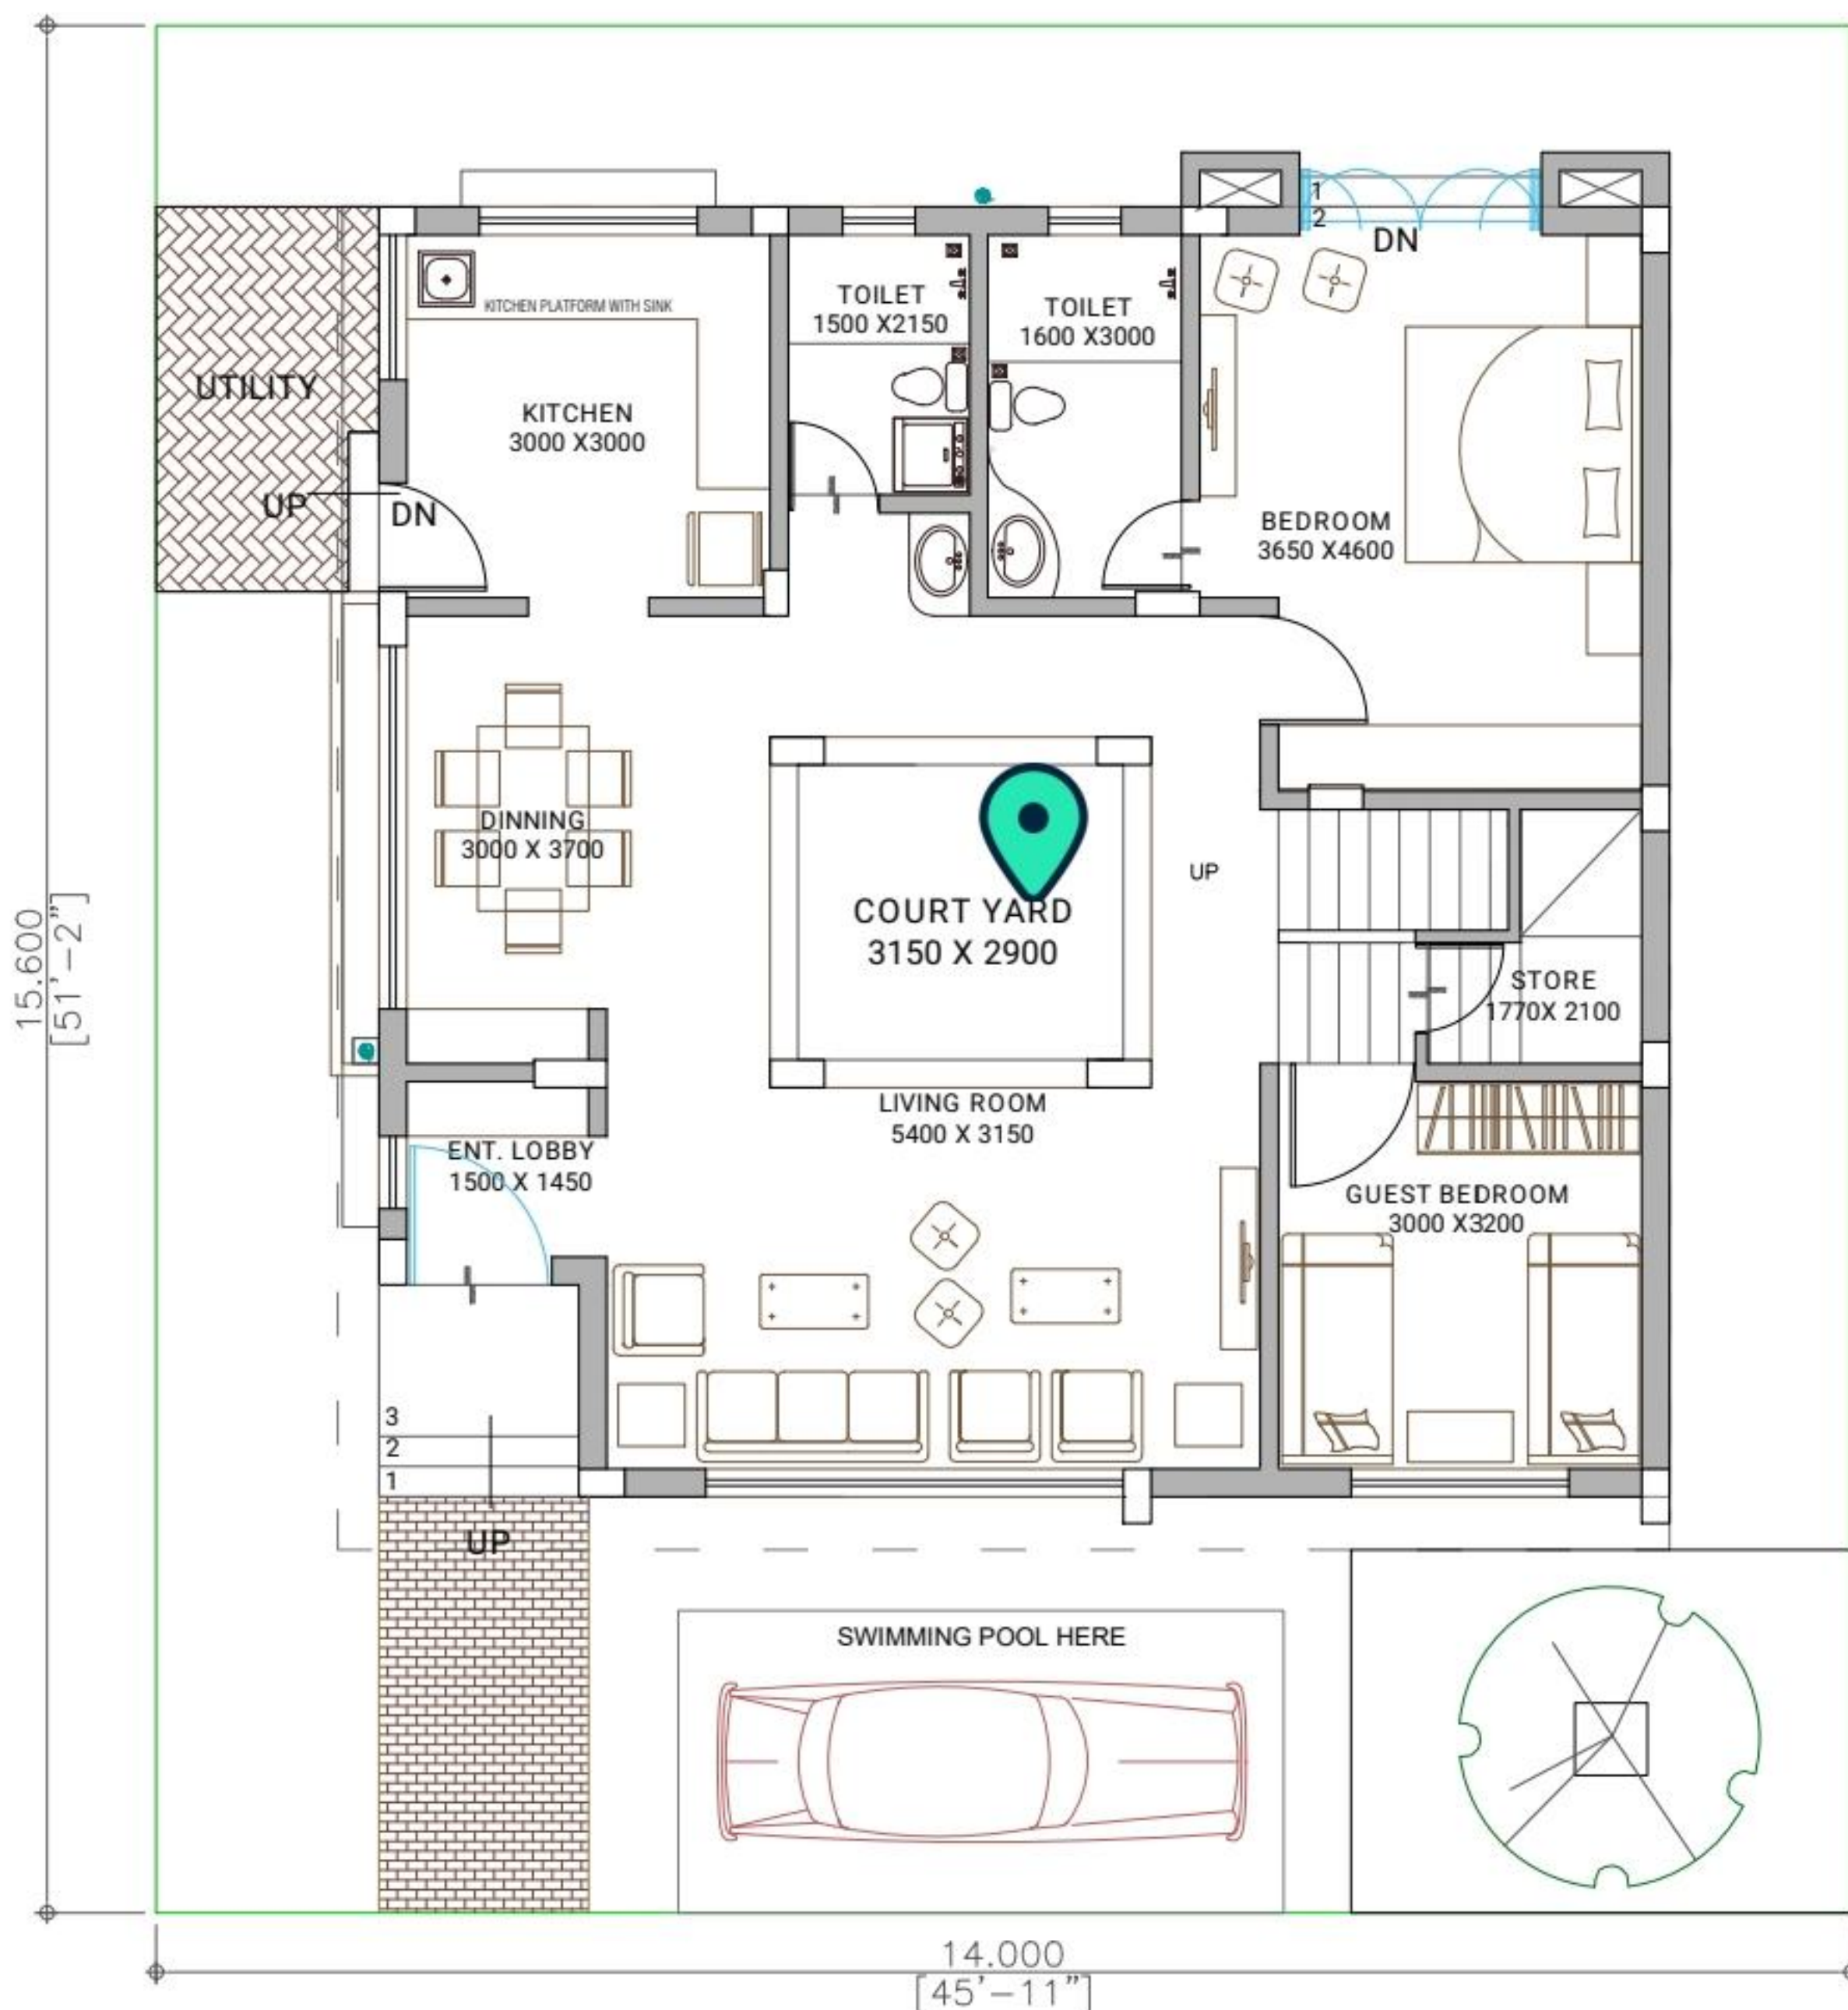 1
2
DN
KITCHEN PLATFORM WITH SINK
TOILET
1500 X2150
TOILET
1600 X3000
UTILITY
KITCHEN
3000 X3000
UP
DN
BEDROOM
3650 X4600
DINNING
3000 X 3700
UP
COURT YARD
3150 X 2900
STORE
1770X 2100
15.600
[51'-2"]
LIVING ROOM
5400 X 3150
ENT. LOBBY
1500 X 1450
GUEST BEDROOM
3000 X3200
3
2
1
UP
SWIMMING POOL HERE
14.000
[45'-11"]